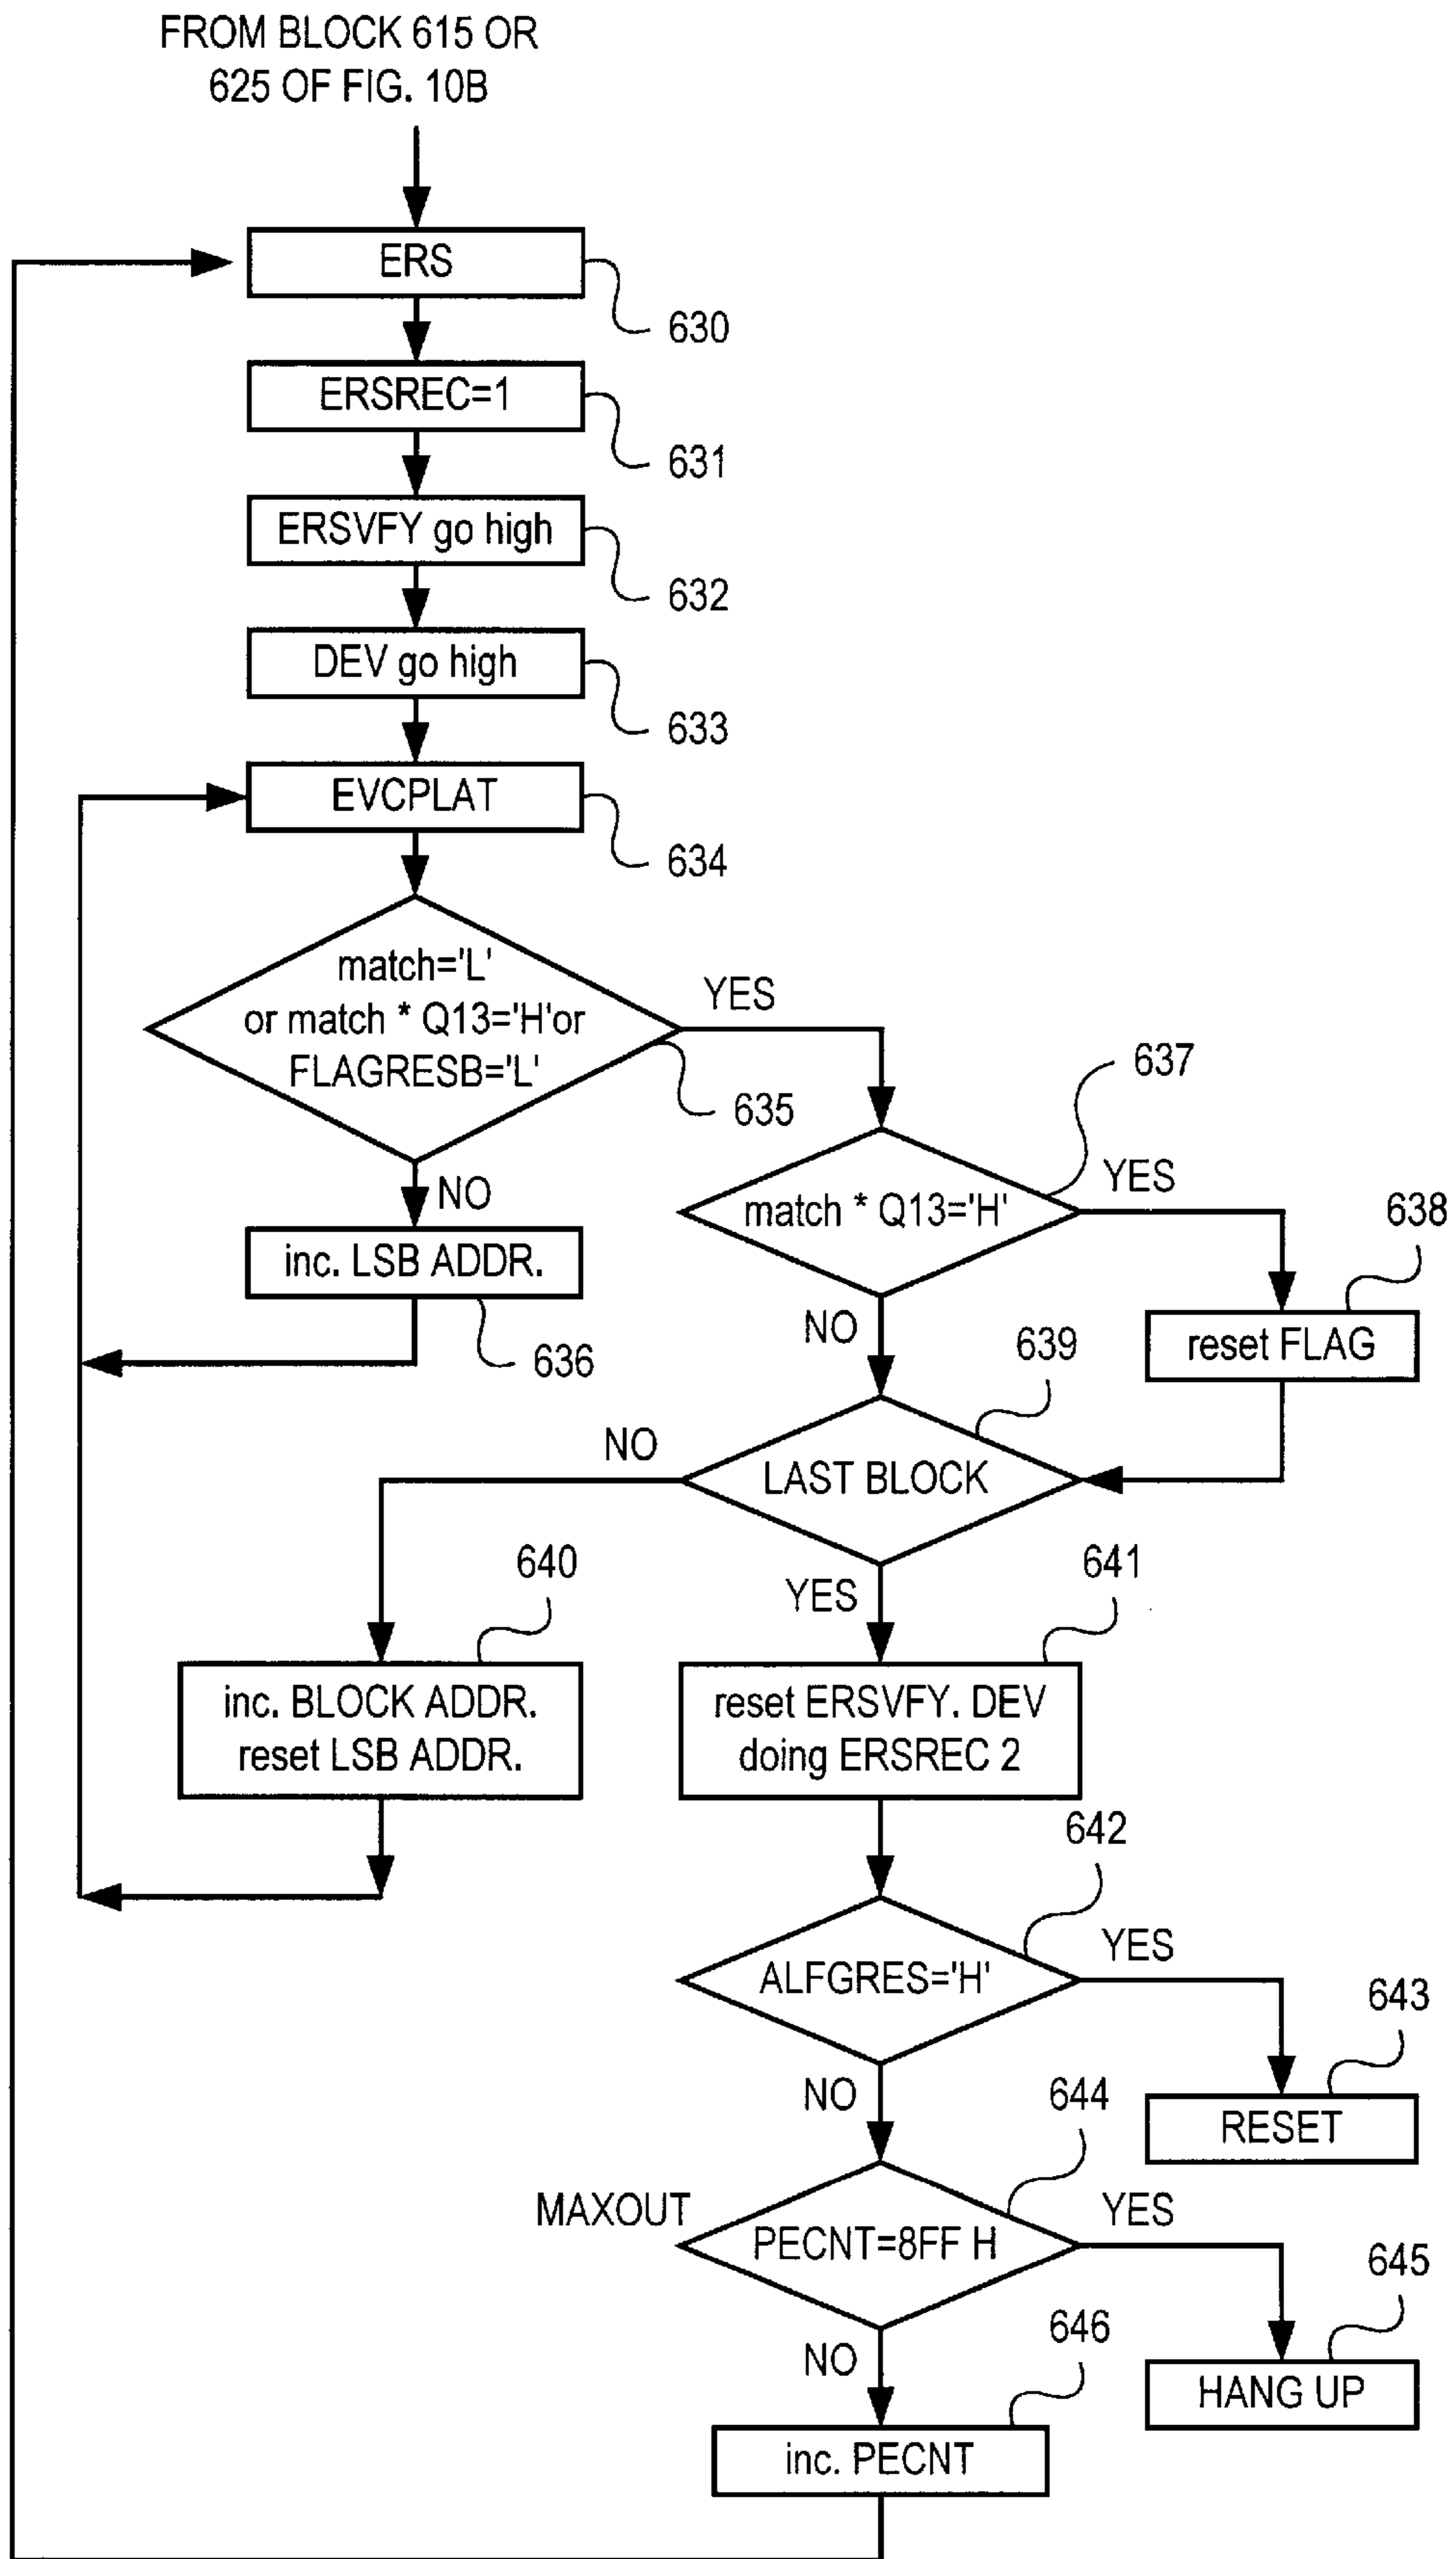 FROM BLOCK 615 OR
625 OF FIG. 10B
ERS
630
ERSREC=1
631
ERSVFY go high
632
DEV go high
633
EVCPLAT
634
match='L'
or match * Q13='H'or
FLAGRESB='L'
635
YES
NO
inc. LSB ADDR.
636
637
match * Q13='H'
YES
638
reset FLAG
NO
639
LAST BLOCK
NO
YES
640
inc. BLOCK ADDR.
reset LSB ADDR.
641
reset ERSVFY. DEV
doing ERSREC 2
642
ALFGRES='H'
YES
643
RESET
NO
644
MAXOUT
PECNT=8FF H
YES
645
HANG UP
NO
646
inc. PECNT